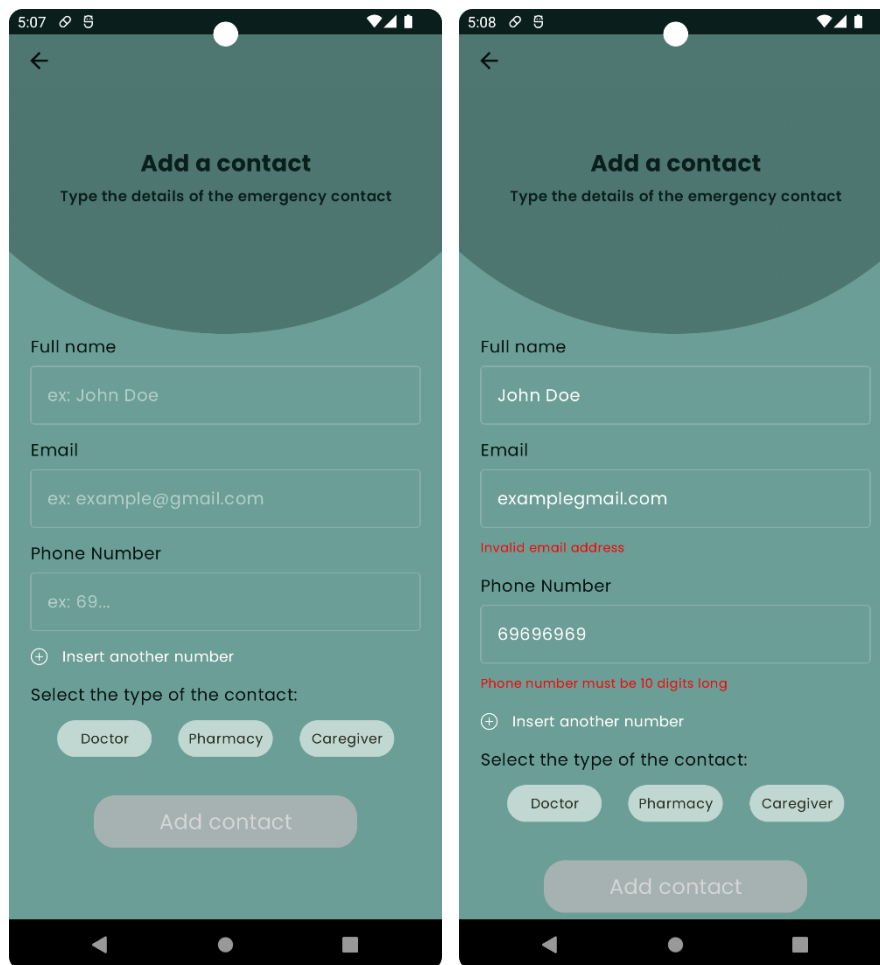 5:07
Add a contact
Type the details of the emergency contact
Full name
ex: John Doe
Email
ex: example@gmail.com
Phone Number
ex: 69...
Insert another number
Select the type of the contact:
Doctor Pharmacy Caregiver
Add contact
5:08
Add a contact
Type the details of the emergency contact
Full name
John Doe
Email
examplegmail.com
Invalid email address
Phone Number
69696969
Phone number must be 10 digits long
Insert another number
Select the type of the contact:
Doctor Pharmacy Caregiver
Add contact